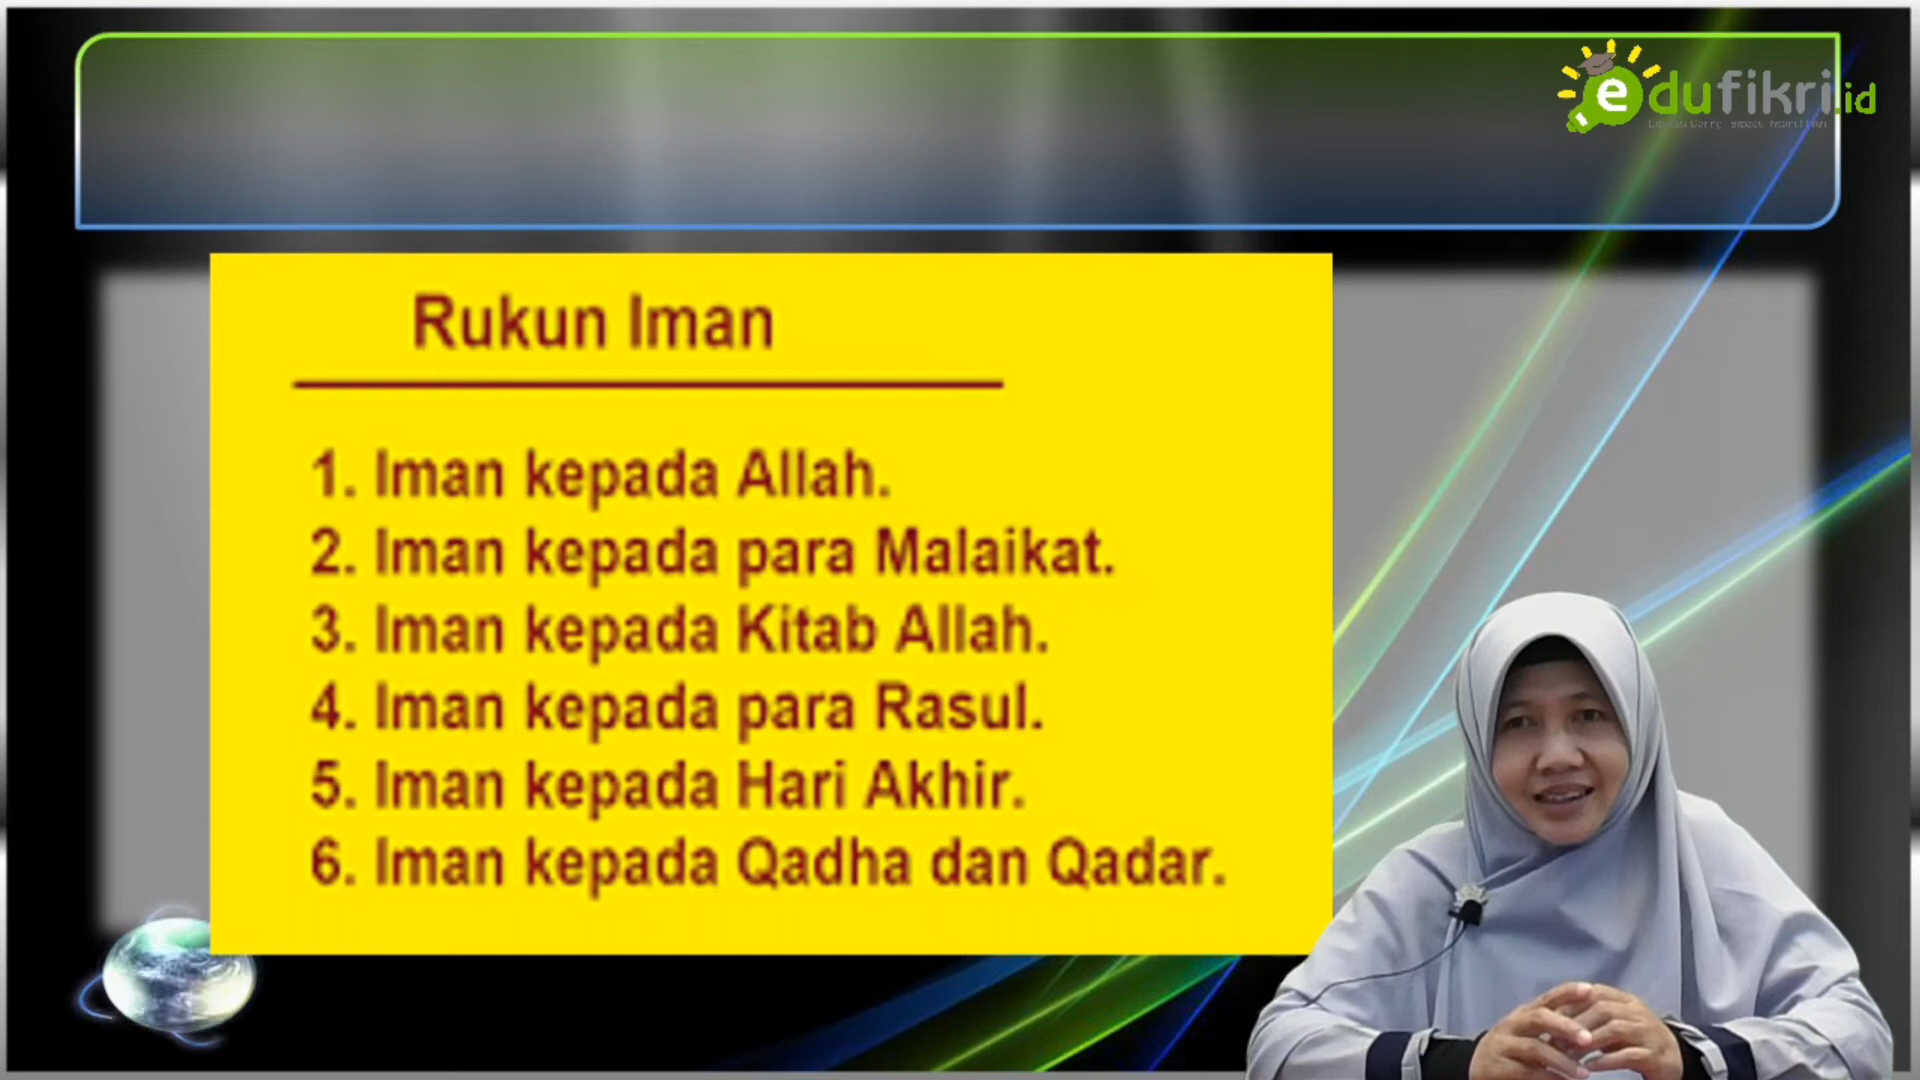 edufikri.id
Rukun Iman
1. Iman kepada Allah.
2. Iman kepada para Malaikat.
3. Iman kepada Kitab Allah.
4. Iman kepada para Rasul.
5. Iman kepada Hari Akhir.
6. Iman kepada Qadha dan Qadar.